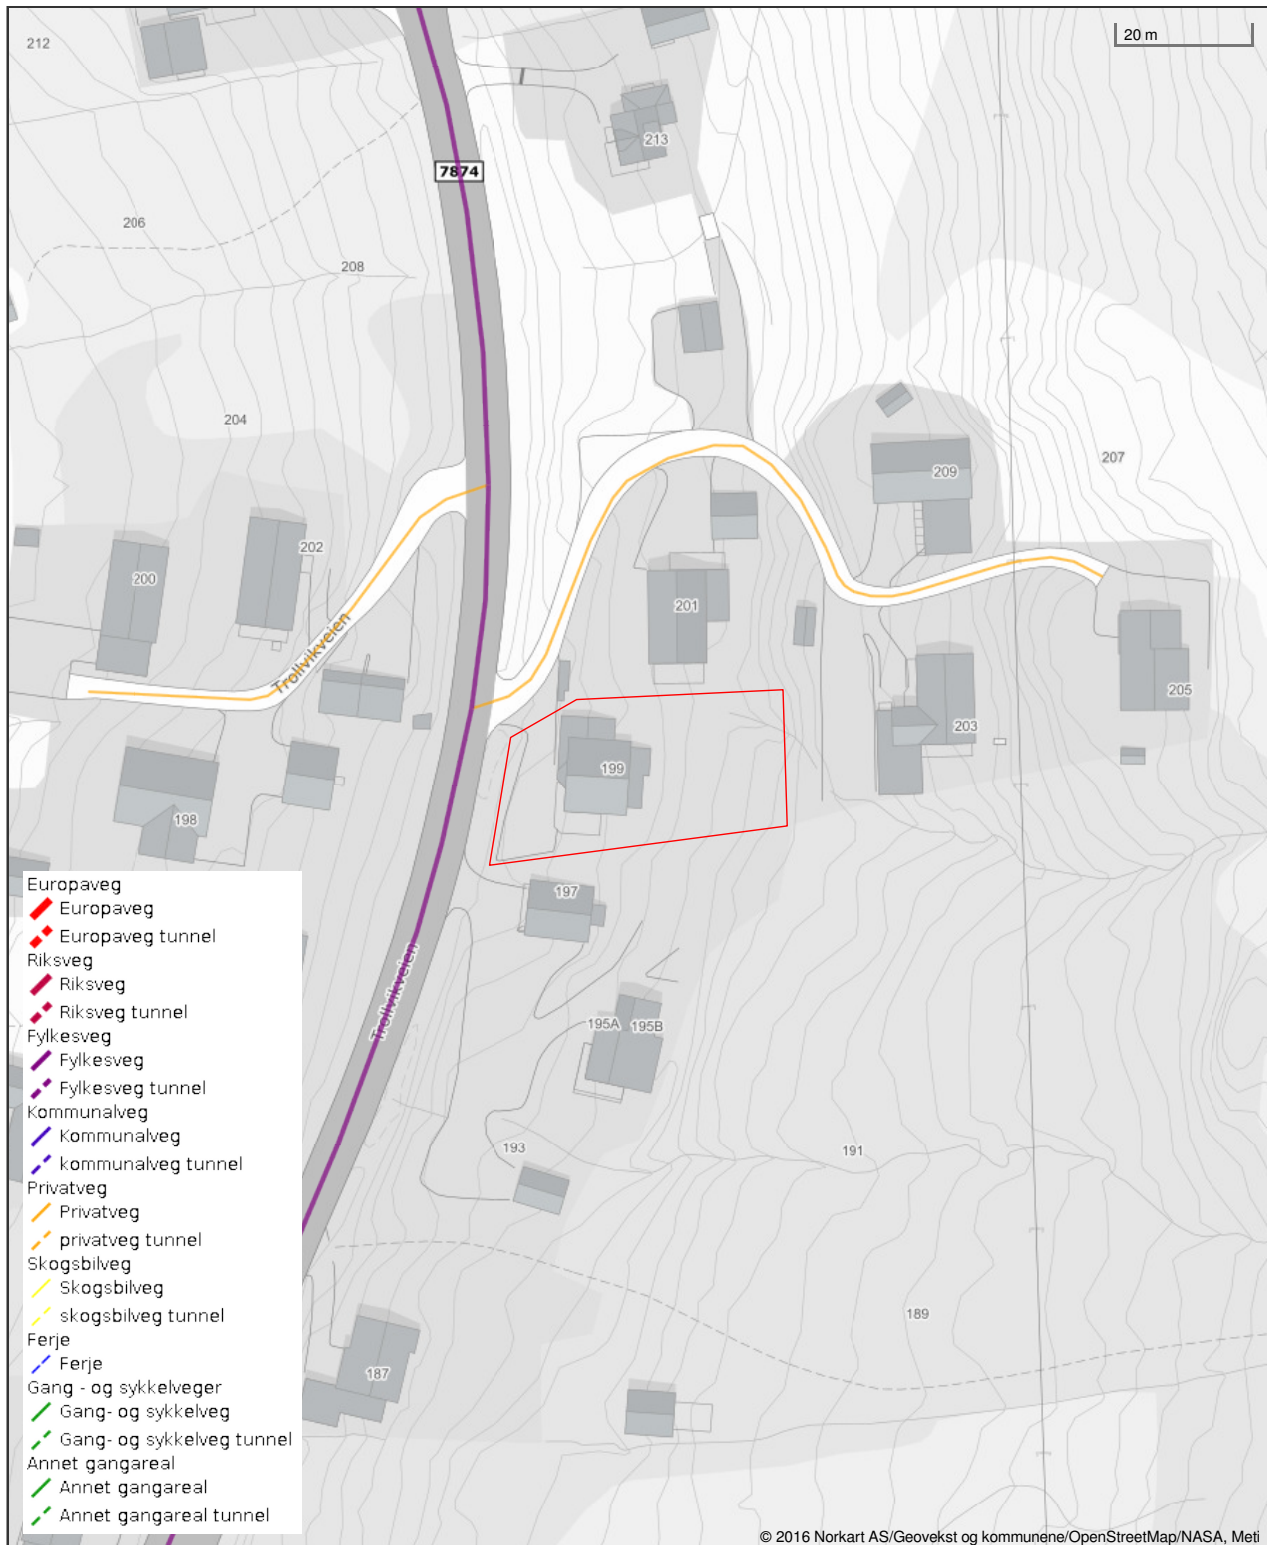 20 m
212
213
7874
206
208
204
207
209
202
200
201
Trollvikveien
205
203
199
198
197
Trollvikveien
195A 195B
193
191
189
187
Europaveg
Europaveg
Europaveg tunnel
Riksveg
Riksveg
Riksveg tunnel
Fylkesveg
Fylkesveg
Fylkesveg tunnel
Kommunalveg
Kommunalveg
kommunalveg tunnel
Privatveg
Privatveg
privatveg tunnel
Skogsbilveg
Skogsbilveg
skogsbilveg tunnel
Ferje
Ferje
Gang - og sykkelveger
Gang- og sykkelveg
Gang- og sykkelveg tunnel
Annet gangareal
Annet gangareal
Annet gangareal tunnel
© 2016 Norkart AS/Geovekst og kommunene/OpenStreetMap/NASA, Meti